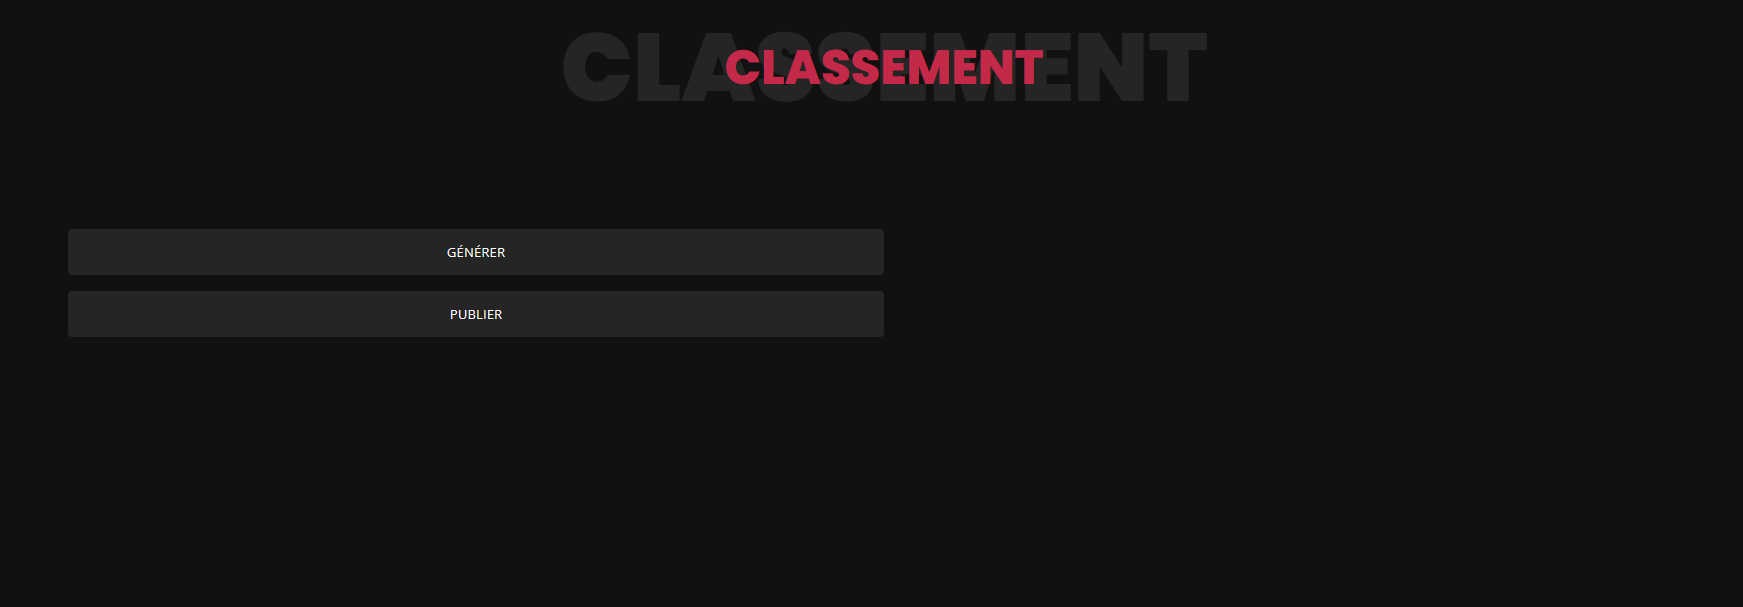 CLASSEMENT
CLASSEMENT
GÉNÉRER
PUBLIER